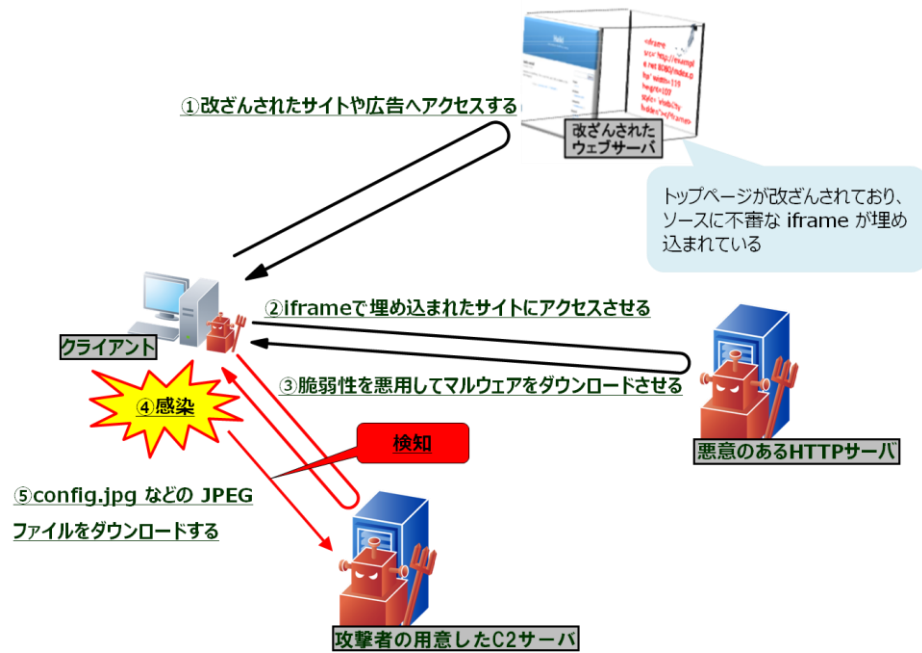 ①改ざんされたサイトや広告へアクセスする
<iframe
height=
改ざんされた
ウェブサーバ
トップページが改ざんされており、
ソースに不審な iframe が埋め
込まれている
②iframeで埋め込まれたサイトにアクセスさせる
クライアント
③脆弱性を悪用してマルウェアをダウンロードさせる
④感染
検知
悪意のあるHTTPサーバ
⑤config.jpg などの JPEG
ファイルをダウンロードする
攻撃者の用意したC2サーバ